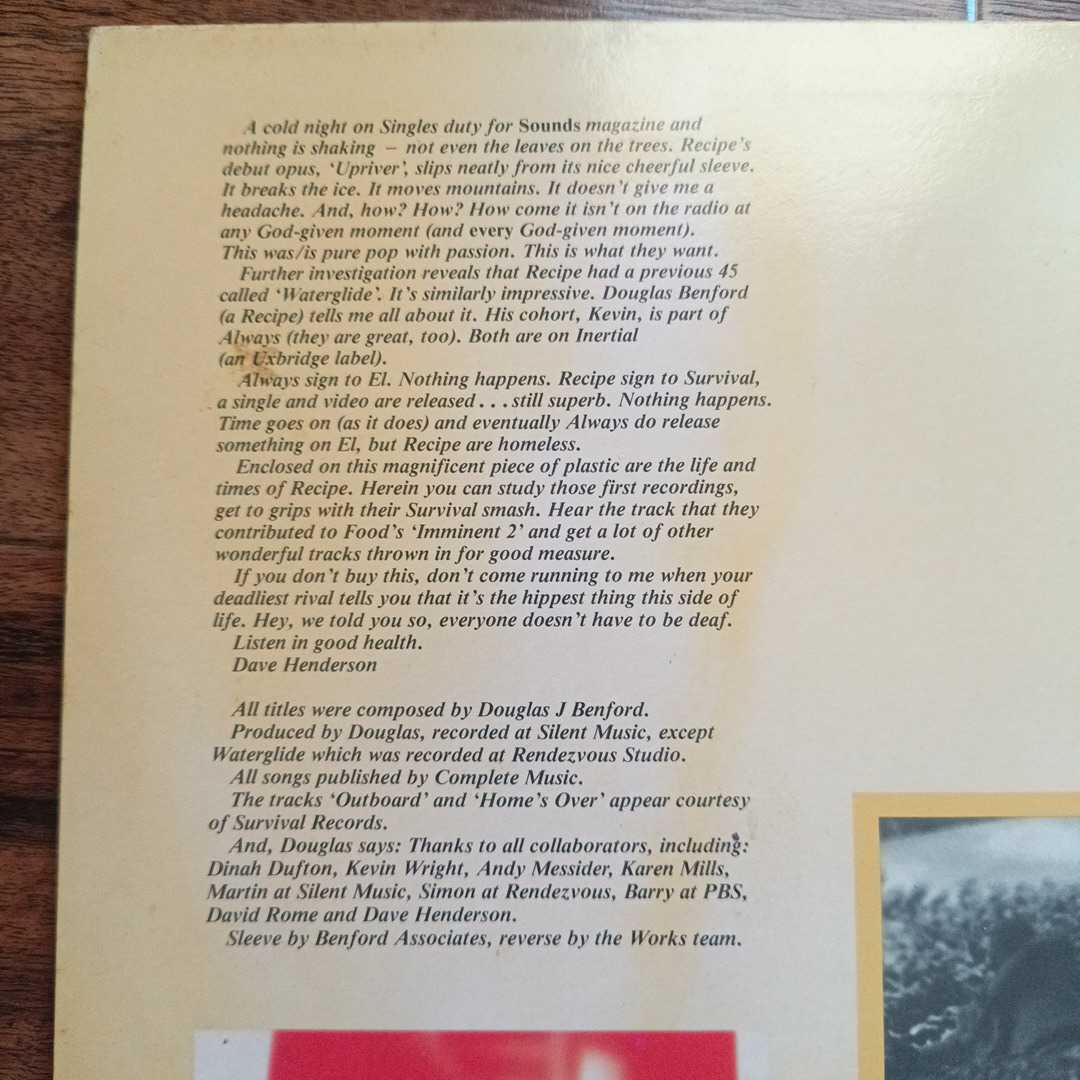 A cold night on Singles duty for Sounds magazine and
nothing is shaking – not even the leaves on the trees. Recipe's
debut opus, 'Upriver', slips neatly from its nice cheerful sleeve.
It breaks the ice. It moves mountains. It doesn't give me a
headache. And, how? How? How come it isn't on the radio at
any God-given moment (and every God-given moment).
This was/is pure pop with passion. This is what they want.
Further investigation reveals that Recipe had a previous 45
called 'Waterglide'. It's similarly impressive. Douglas Benford
(a Recipe) tells me all about it. His cohort, Kevin, is part of
Always (they are great, too). Both are on Inertial
(an Uxbridge label).
Always sign to El. Nothing happens. Recipe sign to Survival,
a single and video are released . . . still superb. Nothing happens.
Time goes on (as it does) and eventually Always do release
something on El, but Recipe are homeless.
Enclosed on this magnificent piece of plastic are the life and
times of Recipe. Herein you can study those first recordings,
get to grips with their Survival smash. Hear the track that they
contributed to Food's 'Imminent 2' and get a lot of other
wonderful tracks thrown in for good measure.
If you don't buy this, don't come running to me when your
deadliest rival tells you that it's the hippest thing this side of
life. Hey, we told you so, everyone doesn't have to be deaf.
Listen in good health.
Dave Henderson
All titles were composed by Douglas J Benford.
Produced by Douglas, recorded at Silent Music, except
Waterglide which was recorded at Rendezvous Studio.
All songs published by Complete Music.
The tracks 'Outboard' and 'Home's Over' appear courtesy
of Survival Records.
And, Douglas says: Thanks to all collaborators, including:
Dinah Dufton, Kevin Wright, Andy Messider, Karen Mills,
Martin at Silent Music, Simon at Rendezvous, Barry at PBS,
David Rome and Dave Henderson.
Sleeve by Benford Associates, reverse by the Works team.